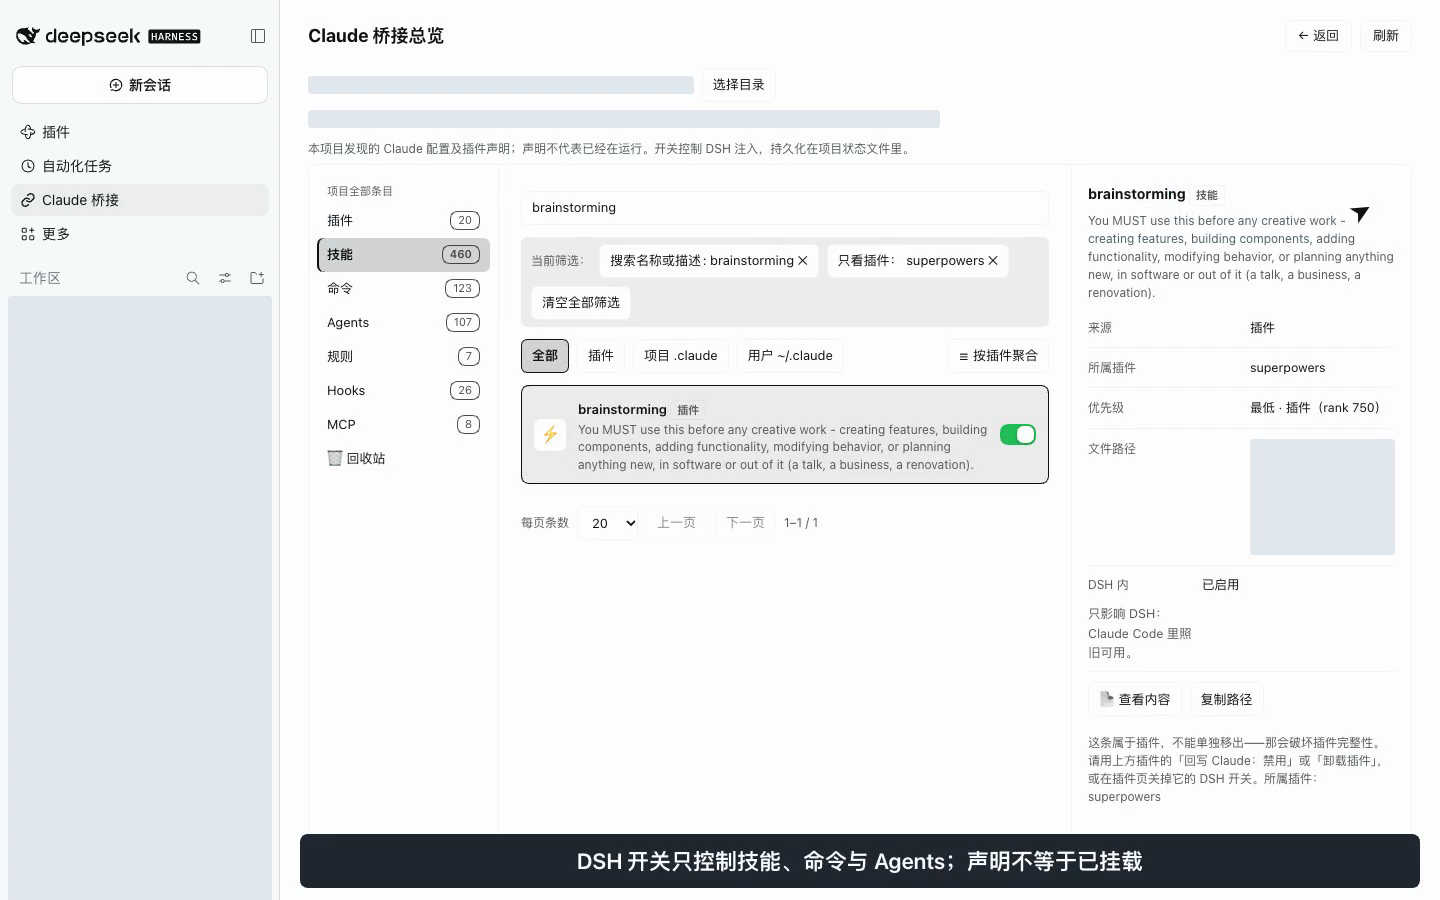 deepseek HARNESS
新会话
插件
自动化任务
Claude 桥接
更多
工作区
Claude 桥接总览
← 返回
刷新
选择目录
本项目发现的 Claude 配置及插件声明；声明不代表已经在运行。开关控制 DSH 注入，持久化在项目状态文件里。
项目全部条目
插件 20
技能 460
命令 123
Agents 107
规则 7
Hooks 26
MCP 8
回收站
brainstorming
当前筛选： 搜索名称或描述: brainstorming × 只看插件： superpowers ×
清空全部筛选
全部 插件 项目 .claude 用户 ~/.claude ≡ 按插件聚合
brainstorming 插件
You MUST use this before any creative work - creating features, building
components, adding functionality, modifying behavior, or planning
anything new, in software or out of it (a talk, a business, a renovation).
每页条数 20 上一页 下一页 1–1 / 1
brainstorming 技能
You MUST use this before any creative work -
creating features, building components, adding
functionality, modifying behavior, or planning anything
new, in software or out of it (a talk, a business, a
renovation).
来源 插件
所属插件 superpowers
优先级 最低 · 插件（rank 750）
文件路径
DSH 内 已启用
只影响 DSH：
Claude Code 里照
旧可用。
查看内容 复制路径
这条属于插件，不能单独移出——那会破坏插件完整性。
请用上方插件的「回写 Claude：禁用」或「卸载插件」，
或在插件页关掉它的 DSH 开关。所属插件：
superpowers
DSH 开关只控制技能、命令与 Agents；声明不等于已挂载